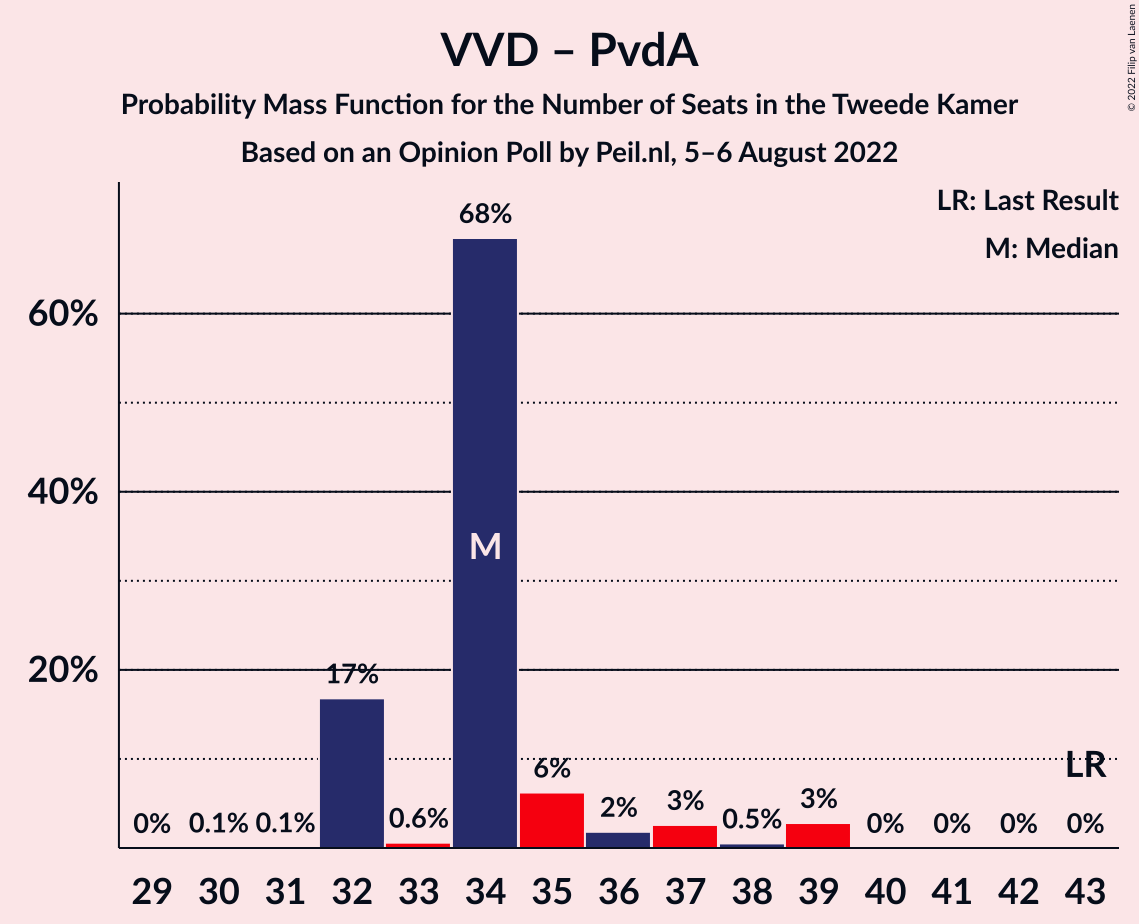 VVD – PvdA
Probability Mass Function for the Number of Seats in the Tweede Kamer
Based on an Opinion Poll by Peil.nl, 5–6 August 2022
© 2022 Filip van Laenen
LR: Last Result
M: Median
60%
40%
20%
0% 0.1% 0.1% 17% 0.6% 68% 6% 2% 3% 0.5% 3% 0% 0% 0% 0%
M
LR
29 30 31 32 33 34 35 36 37 38 39 40 41 42 43